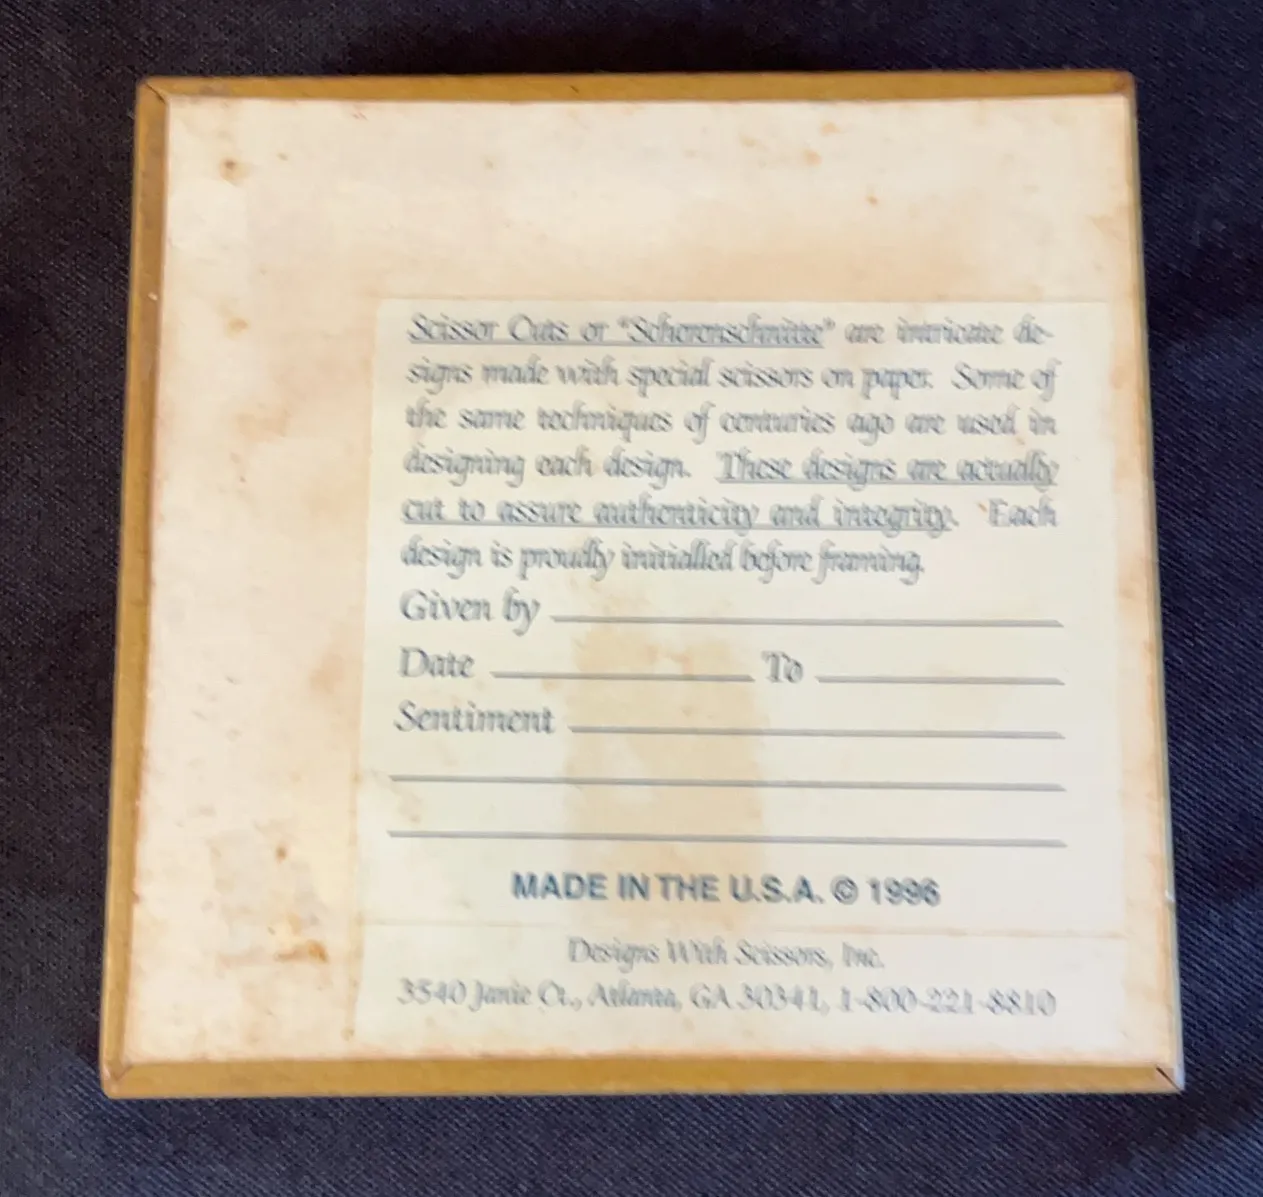 Scissor Cuts or "Scherenschnitte" are intricate de-
signs made with special scissors on paper. Some of
the same techniques of centuries ago are used in
designing each design. These designs are actually
cut to assure authenticity and integrity. Each
design is proudly initialled before framing.
Given by
Date To
Sentiment
MADE IN THE U.S.A. © 1996
Designs With Scissors, Inc.
3540 Janie Ct., Atlanta, GA 30341, 1-800-221-8810